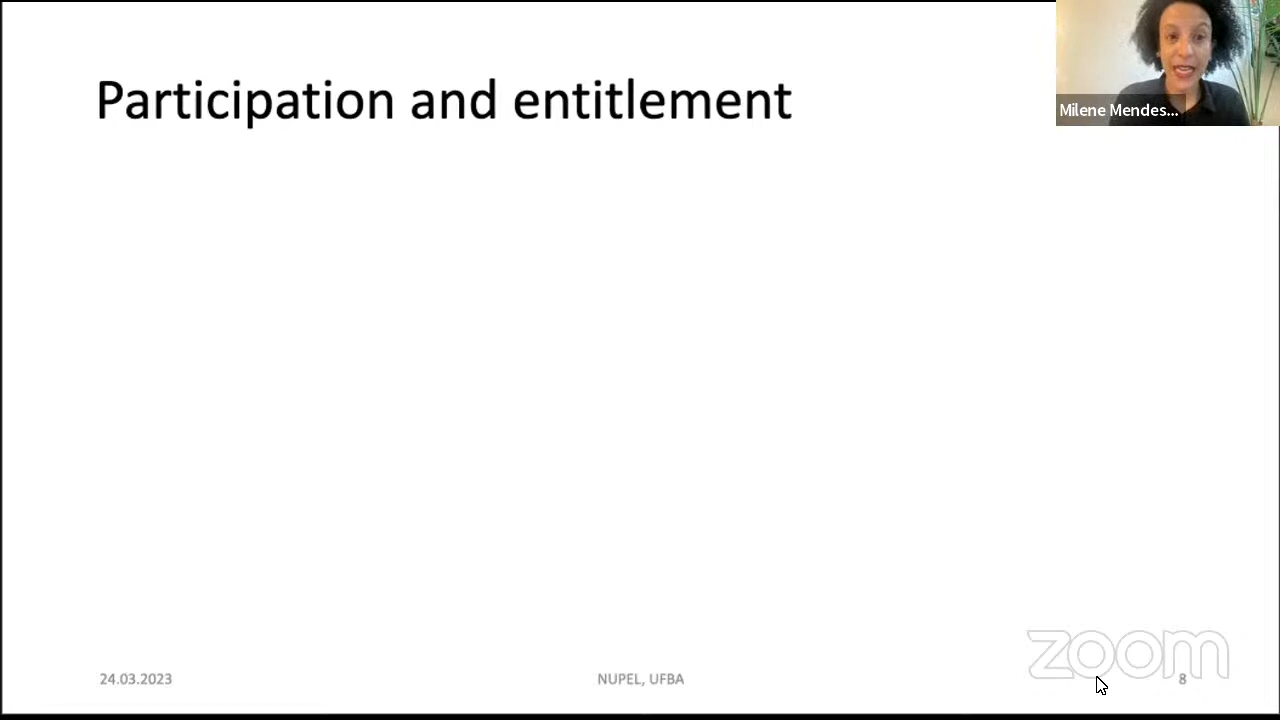 Participation and entitlement
Milene Mendes...
zoom
24.03.2023
NUPEL, UFBA
8